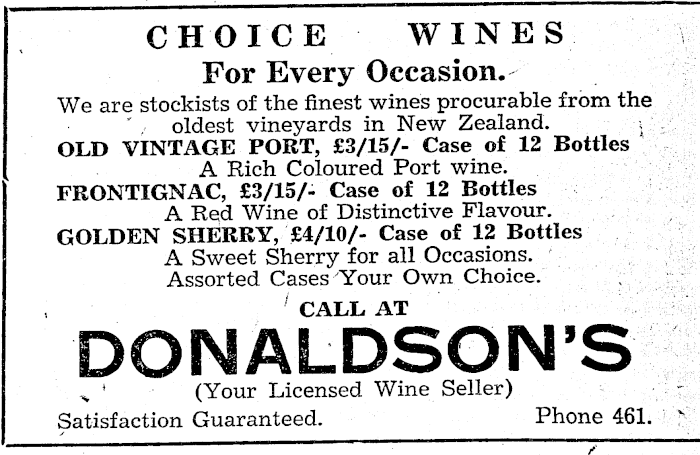 CHOICE WINES
For Every Occasion.
We are stockists of the finest wines procurable from the
oldest vineyards in New Zealand.
OLD VINTAGE PORT, £3/15/- Case of 12 Bottles
A Rich Coloured Port wine.
FRONTIGNAC, £3/15/- Case of 12 Bottles
A Red Wine of Distinctive Flavour.
GOLDEN SHERRY, £4/10/- Case of 12 Bottles
A Sweet Sherry for all Occasions.
Assorted Cases Your Own Choice.
CALL AT
DONALDSON'S
(Your Licensed Wine Seller)
Satisfaction Guaranteed. Phone 461.